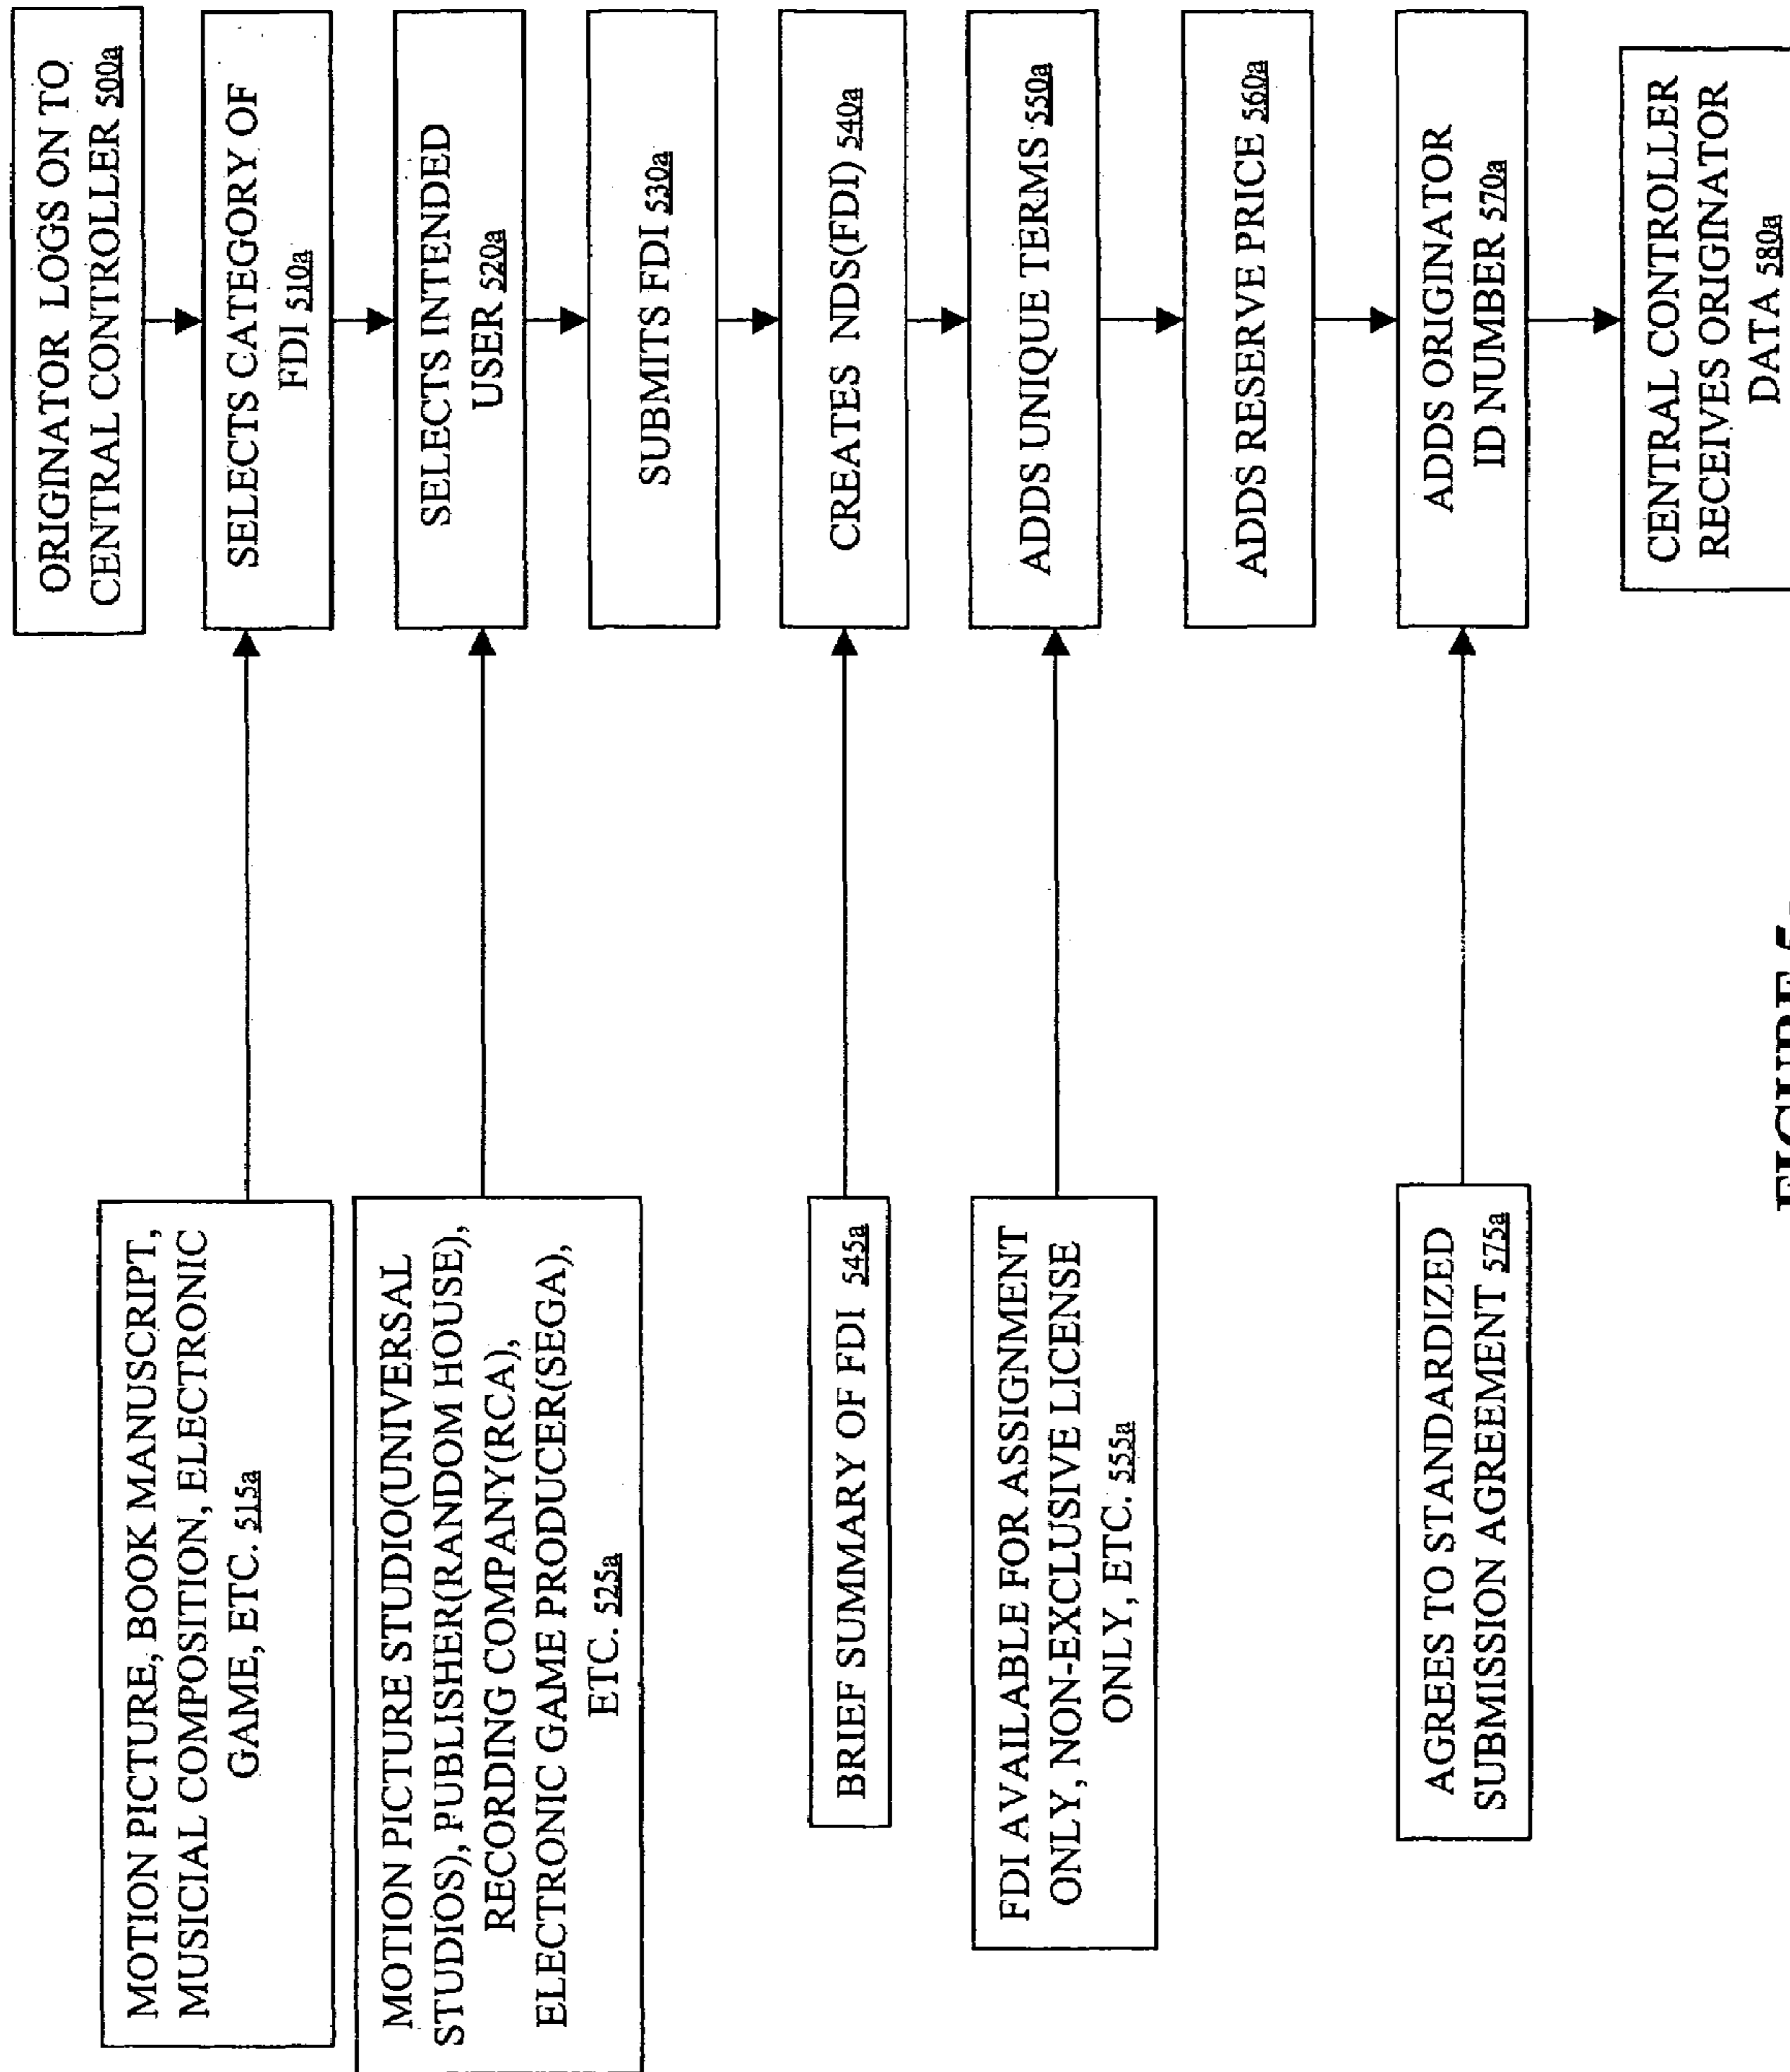 ORIGINATOR LOGS ON TO
CENTRAL CONTROLLER 500a
SELECTS CATEGORY OF
FDI 510a
MOTION PICTURE, BOOK MANUSCRIPT,
MUSICIAL COMPOSITION, ELECTRONIC
GAME, ETC. 515a
SELECTS INTENDED
USER 520a
MOTION PICTURE STUDIO(UNIVERSAL
STUDIOS), PUBLISHER(RANDOM HOUSE),
RECORDING COMPANY(RCA),
ELECTRONIC GAME PRODUCER(SEGA),
ETC. 525a
SUBMITS FDI 530a
CREATES NDS(FDI) 540a
BRIEF SUMMARY OF FDI 545a
ADDS UNIQUE TERMS 550a
FDI AVAILABLE FOR ASSIGNMENT
ONLY, NON-EXCLUSIVE LICENSE
ONLY, ETC. 555a
ADDS RESERVE PRICE 560a
ADDS ORIGINATOR
ID NUMBER 570a
AGREES TO STANDARDIZED
SUBMISSION AGREEMENT 575a
CENTRAL CONTROLLER
RECEIVES ORIGINATOR
DATA 580a
FIGURE 5a